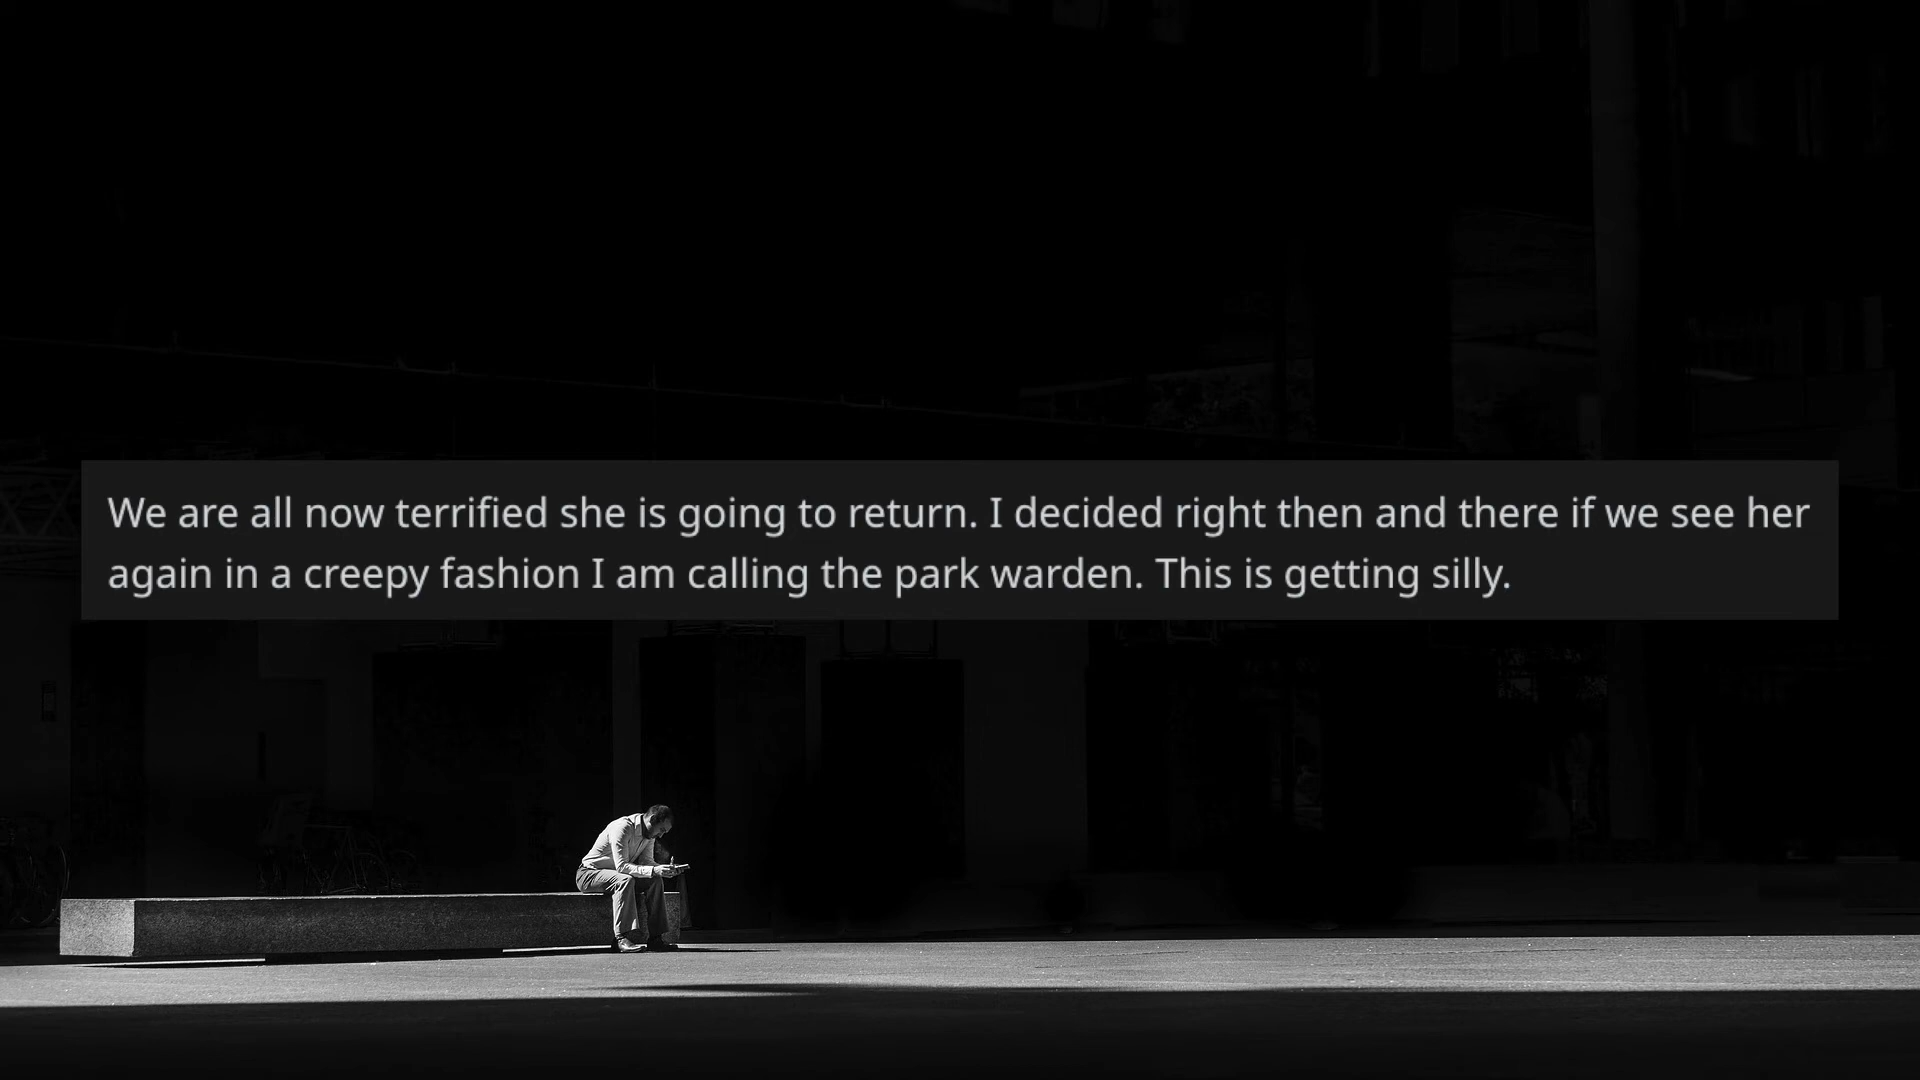 We are all now terrified she is going to return. I decided right then and there if we see her
again in a creepy fashion I am calling the park warden. This is getting silly.